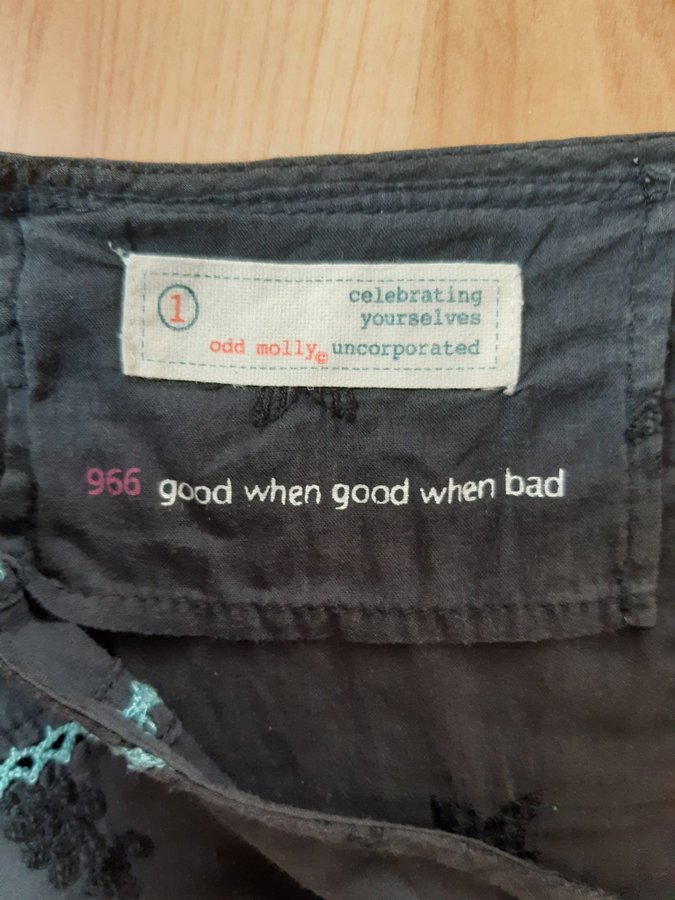 1
celebrating
yourselves
odd molly© uncorporated
966 good when good when bad